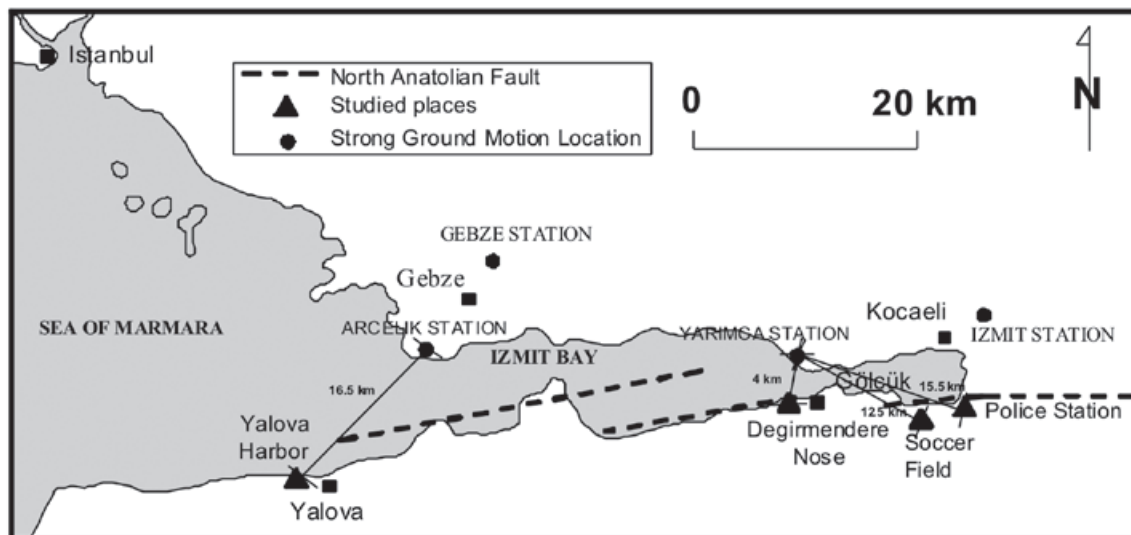 Istanbul
North Anatolian Fault
Studied places
Strong Ground Motion Location
0
20 km
N
GEBZE STATION
Gebze
SEA OF MARMARA
ARCELIK STATION
IZMIT BAY
YARIMCA STATION
Kocaeli
IZMIT STATION
16.5 km
4 km
Gölcük
15.5 km
125 km
Police Station
Yalova
Harbor
Degirmendere
Nose
Soccer
Field
Yalova